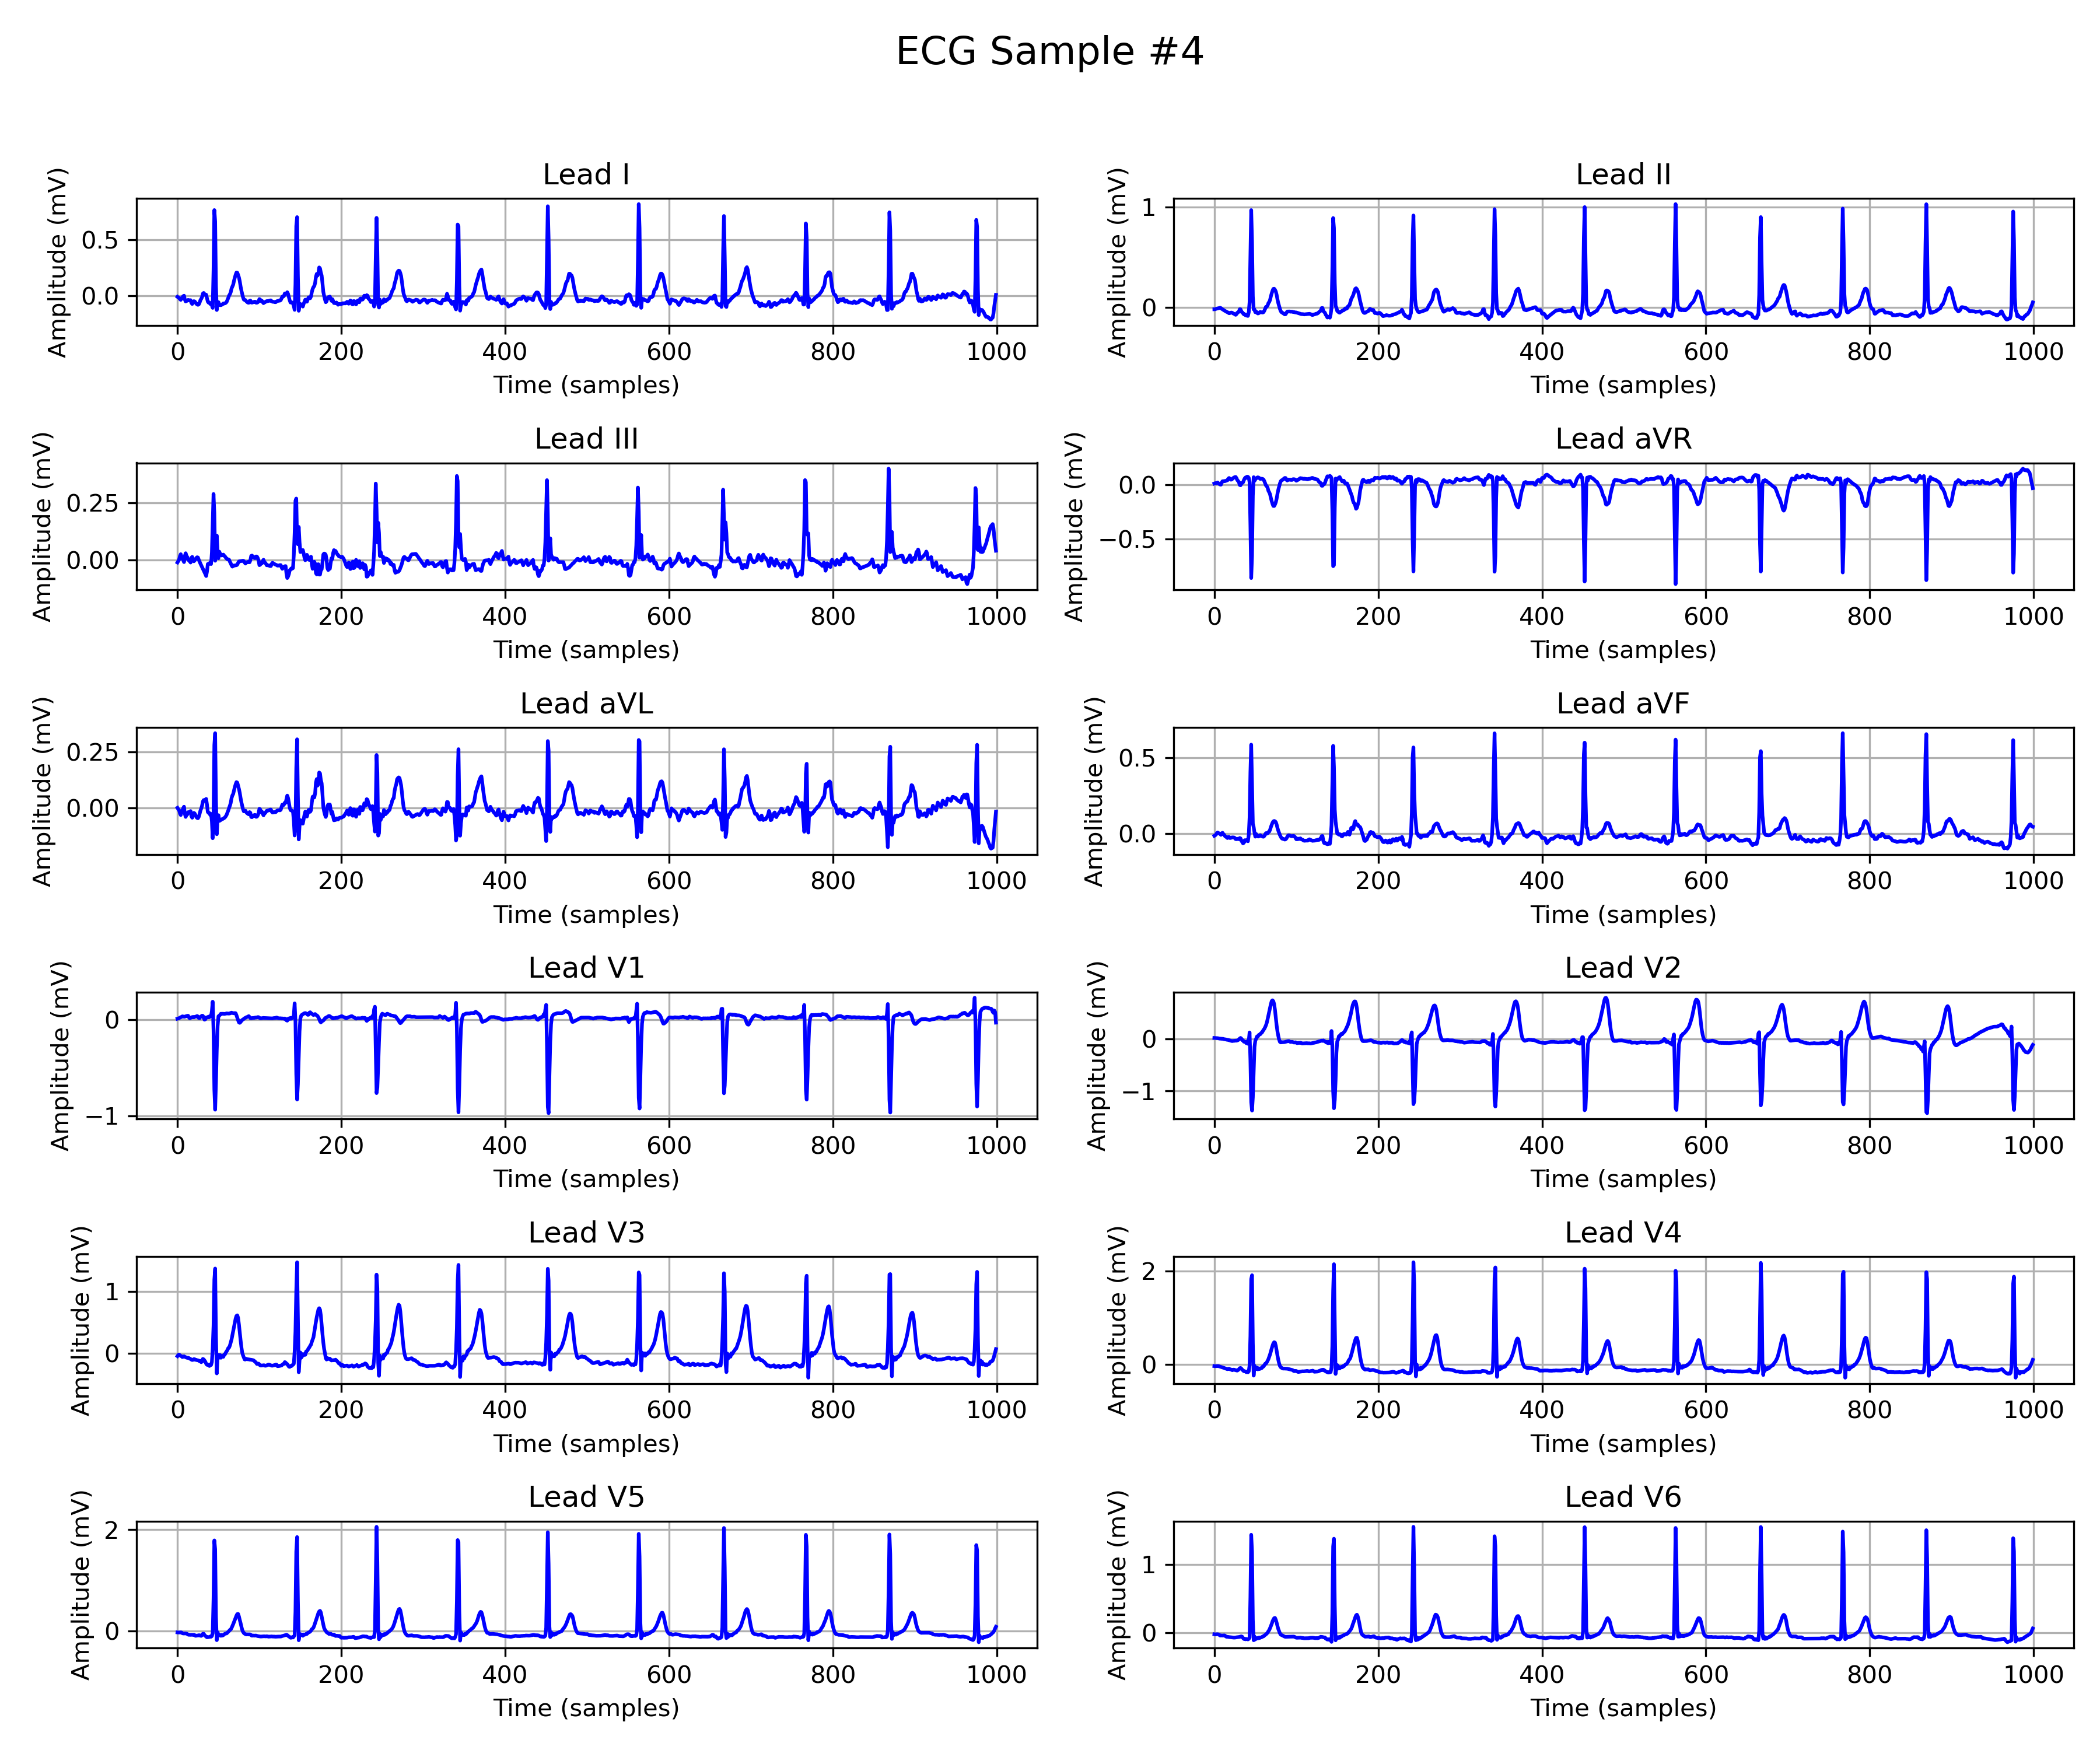 ECG Sample #4
Lead I
Amplitude (mV)
0.5
0.0
0 200 400 600 800 1000
Time (samples)
Lead II
Amplitude (mV)
1
0
0 200 400 600 800 1000
Time (samples)
Lead III
Amplitude (mV)
0.25
0.00
0 200 400 600 800 1000
Time (samples)
Lead aVR
Amplitude (mV)
0.0
−0.5
0 200 400 600 800 1000
Time (samples)
Lead aVL
Amplitude (mV)
0.25
0.00
0 200 400 600 800 1000
Time (samples)
Lead aVF
Amplitude (mV)
0.5
0.0
0 200 400 600 800 1000
Time (samples)
Lead V1
Amplitude (mV)
0
−1
0 200 400 600 800 1000
Time (samples)
Lead V2
Amplitude (mV)
0
−1
0 200 400 600 800 1000
Time (samples)
Lead V3
Amplitude (mV)
1
0
0 200 400 600 800 1000
Time (samples)
Lead V4
Amplitude (mV)
2
0
0 200 400 600 800 1000
Time (samples)
Lead V5
Amplitude (mV)
2
0
0 200 400 600 800 1000
Time (samples)
Lead V6
Amplitude (mV)
1
0
0 200 400 600 800 1000
Time (samples)